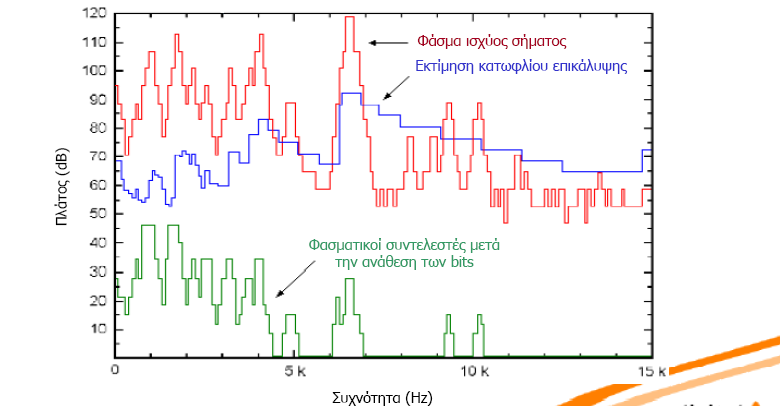 120
110
100
90
80
70
60
50
40
30
20
10
Πλάτος (dB)
Φάσμα ισχύος σήματος
Εκτίμηση κατωφλίου επικάλυψης
Φασματικοί συντελεστές μετά
την ανάθεση των bits
0
5 k
10 k
15 k
Συχνότητα (Hz)